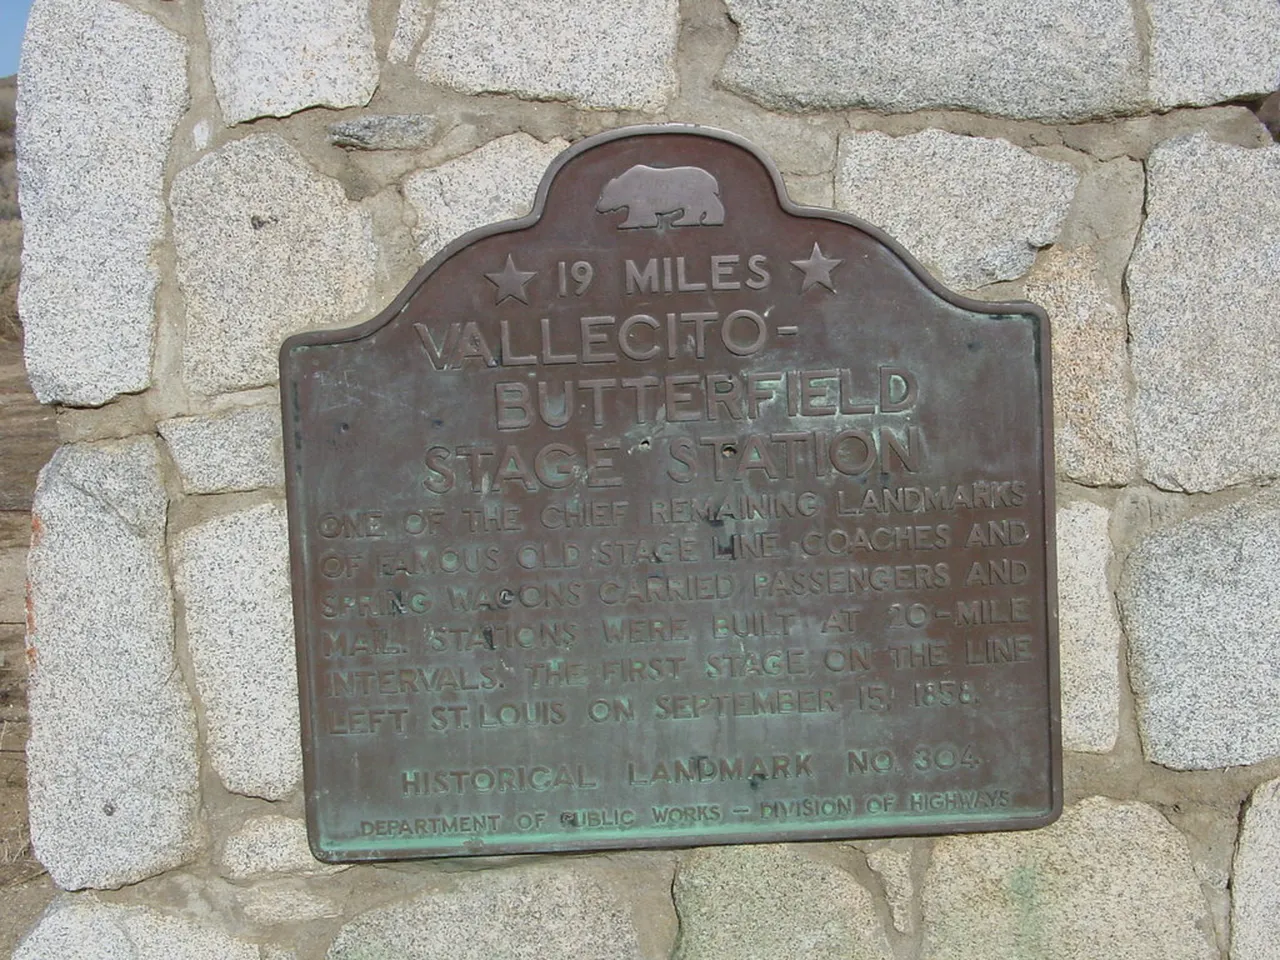 19 MILES
VALLECITO-
BUTTERFIELD
STAGE STATION
ONE OF THE CHIEF REMAINING LANDMARKS
OF FAMOUS OLD STAGE LINE COACHES AND
SPRING WAGONS CARRIED PASSENGERS AND
MAIL. STATIONS WERE BUILT AT 20-MILE
INTERVALS. THE FIRST STAGE ON THE LINE
LEFT ST. LOUIS ON SEPTEMBER 15, 1858.
HISTORICAL LANDMARK NO. 304
DEPARTMENT OF PUBLIC WORKS - DIVISION OF HIGHWAYS